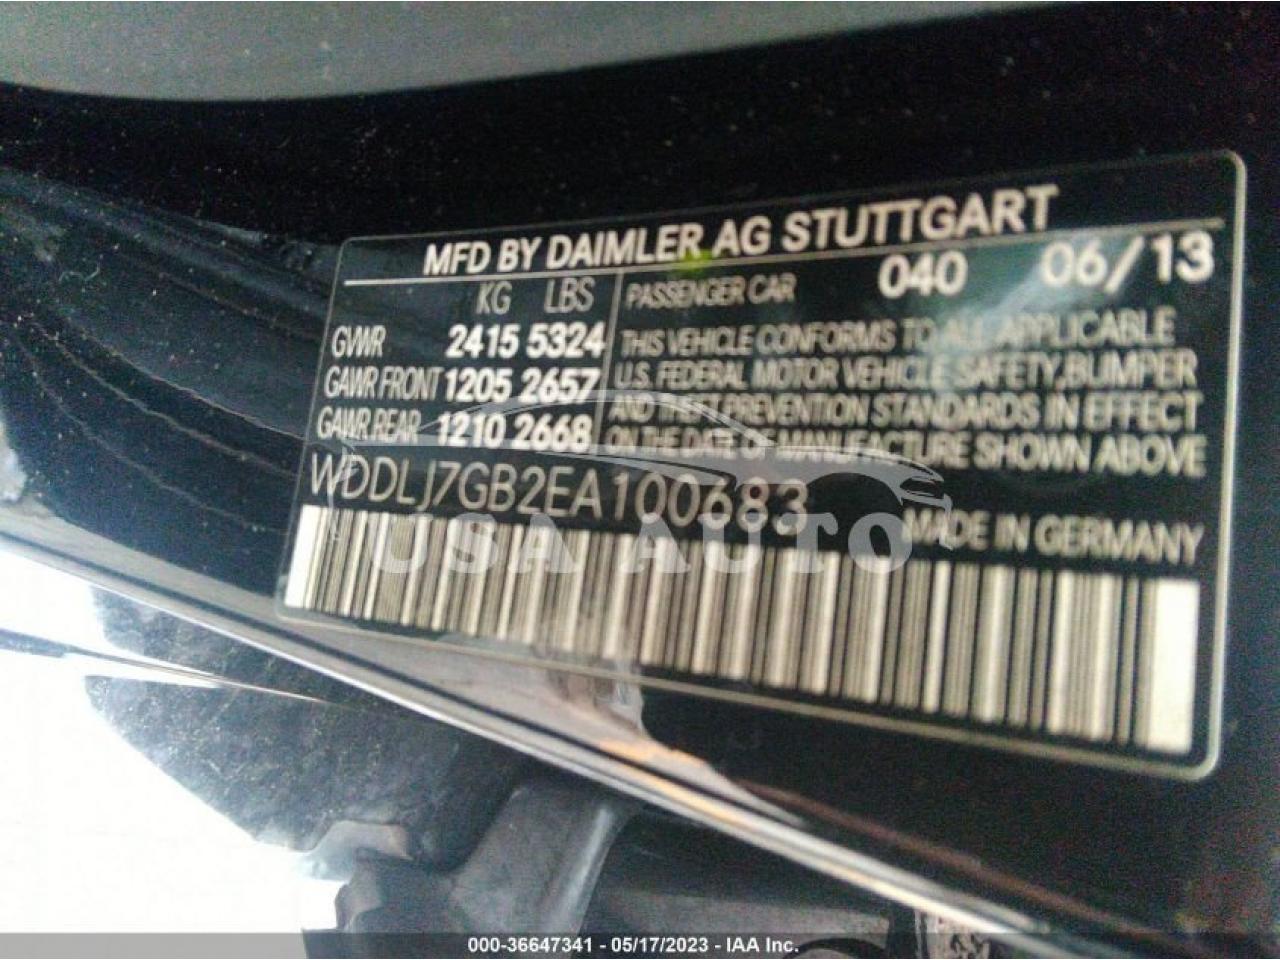 MFD BY DAIMLER AG STUTTGART
KG LBS
GVWR 2415 5324
GAWR FRONT 1205 2657
GAWR REAR 1210 2668
PASSENGER CAR 040 06/13
THIS VEHICLE CONFORMS TO ALL APPLICABLE
U.S. FEDERAL MOTOR VEHICLE SAFETY,BUMPER
AND THEFT PREVENTION STANDARDS IN EFFECT
ON THE DATE OF MANUFACTURE SHOWN ABOVE
WDDLJ7GB2EA100683
MADE IN GERMANY
USA AUTO
000-36647341 - 05/17/2023 - IAA Inc.